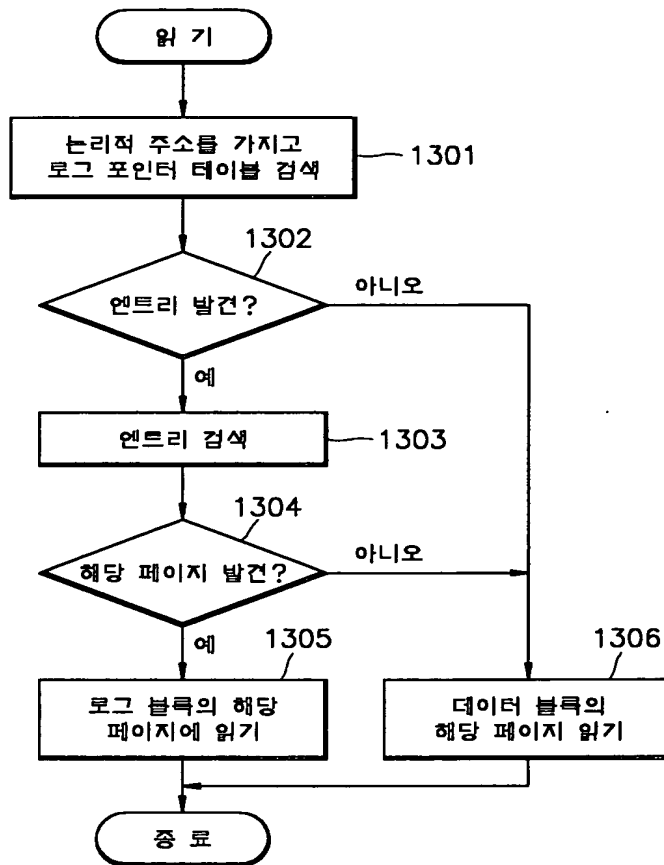 읽 기
논리적 주소를 가지고
로그 포인터 테이블 검색
1301
1302
엔트리 발견?
아니오
예
엔트리 검색
1303
1304
해당 페이지 발견?
아니오
예
1305
로그 블록의 해당
페이지에 읽기
1306
데이터 블록의
해당 페이지 읽기
종 료